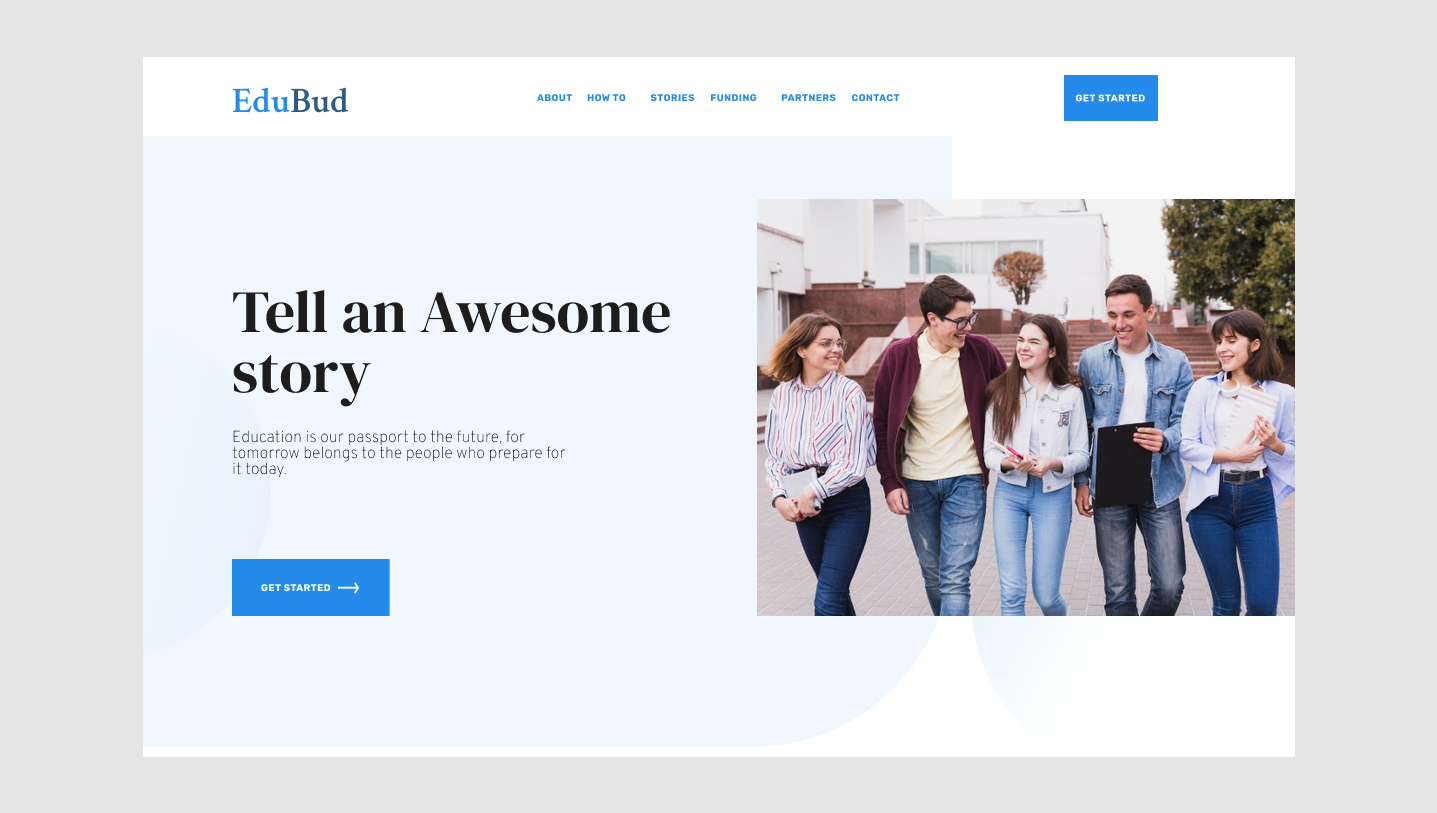 EduBud
ABOUT HOW TO STORIES FUNDING PARTNERS CONTACT
GET STARTED
Tell an Awesome
story
Education is our passport to the future, for
tomorrow belongs to the people who prepare for
it today.
GET STARTED